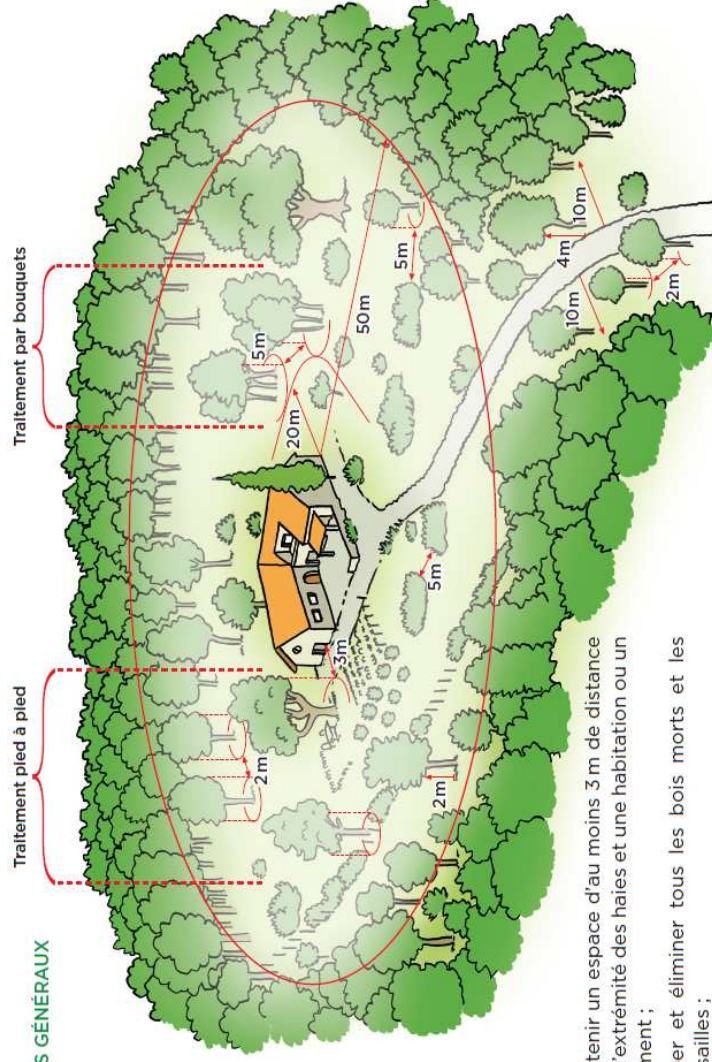 S GÉNÉRAUX
Traitement pied à pied
Traitement par bouquets
2m
3m
2m
5m
20m
5m
50m
5m
4m
10m
10m
2m
tenir un espace d'au moins 3 m de distance
'extrémité des haies et une habitation ou un
ment ;
er et éliminer tous les bois morts et les
sailles ;